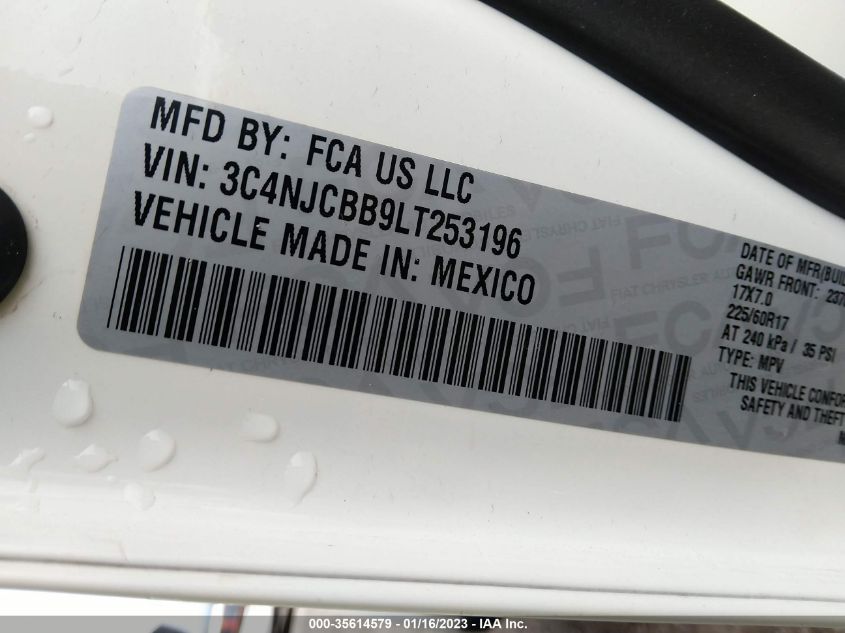 MFD BY: FCA US LLC
VIN: 3C4NJCBB9LT253196
VEHICLE MADE IN: MEXICO
DATE OF MFR/BUIL
GAWR FRONT: 237
17X7.0
225/60R17
AT 240 kPa / 35 PSI
TYPE: MPV
THIS VEHICLE CONFOR
SAFETY AND THEFT
000-35614579 - 01/16/2023 - IAA Inc.